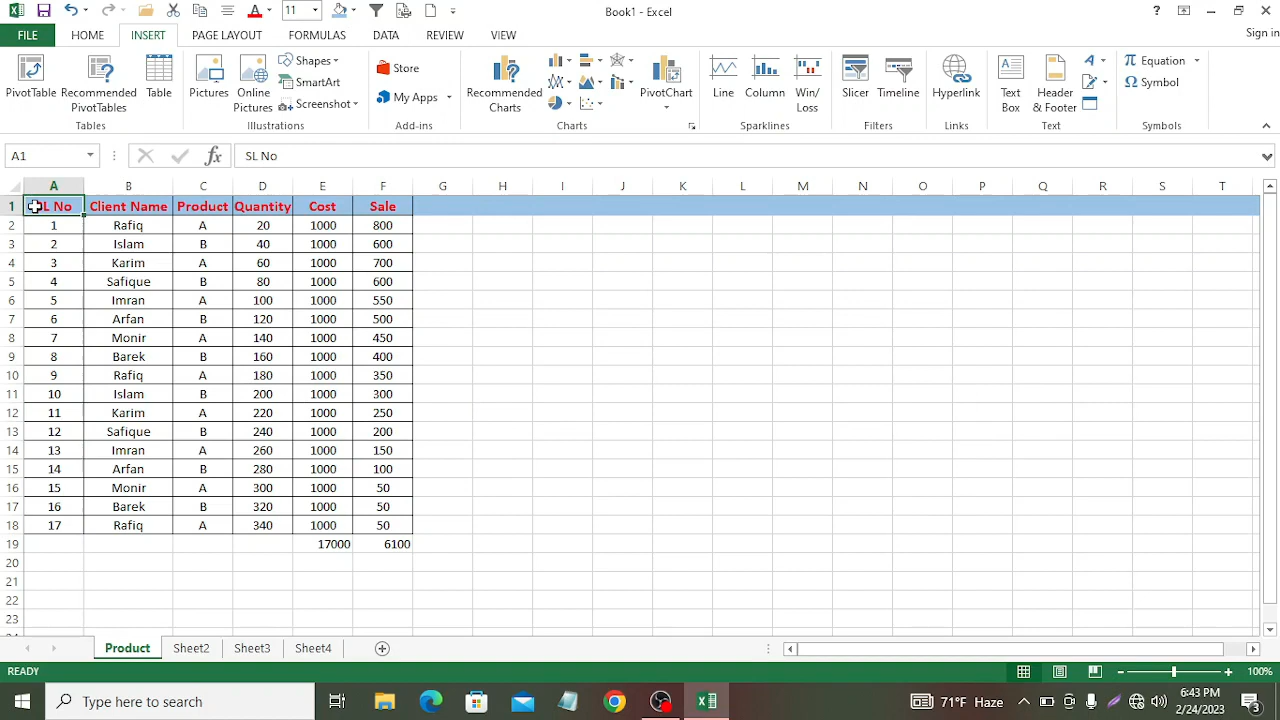 11
Book1 - Excel
?
FILE
HOME
INSERT
PAGE LAYOUT
FORMULAS
DATA
REVIEW
VIEW
Sign in
PivotTable
Recommended PivotTables
Table
Pictures
Online Pictures
Shapes
SmartArt
Screenshot
Store
My Apps
Recommended Charts
PivotChart
Line
Column
Win/Loss
Slicer
Timeline
Hyperlink
Text Box
Header & Footer
Equation
Symbol
Tables
Illustrations
Add-ins
Charts
Sparklines
Filters
Links
Text
Symbols
A1
SL No
A B C D E F G H I J K L M N O P Q R S T
1 SL No Client Name Product Quantity Cost Sale
2 1 Rafiq A 20 1000 800
3 2 Islam B 40 1000 600
4 3 Karim A 60 1000 700
5 4 Safique B 80 1000 600
6 5 Imran A 100 1000 550
7 6 Arfan B 120 1000 500
8 7 Monir A 140 1000 450
9 8 Barek B 160 1000 400
10 9 Rafiq A 180 1000 350
11 10 Islam B 200 1000 300
12 11 Karim A 220 1000 250
13 12 Safique B 240 1000 200
14 13 Imran A 260 1000 150
15 14 Arfan B 280 1000 100
16 15 Monir A 300 1000 50
17 16 Barek B 320 1000 50
18 17 Rafiq A 340 1000 50
19 17000 6100
20
21
22
23
Product Sheet2 Sheet3 Sheet4
READY
100%
Type here to search
71°F Haze
6:43 PM
2/24/2023
3